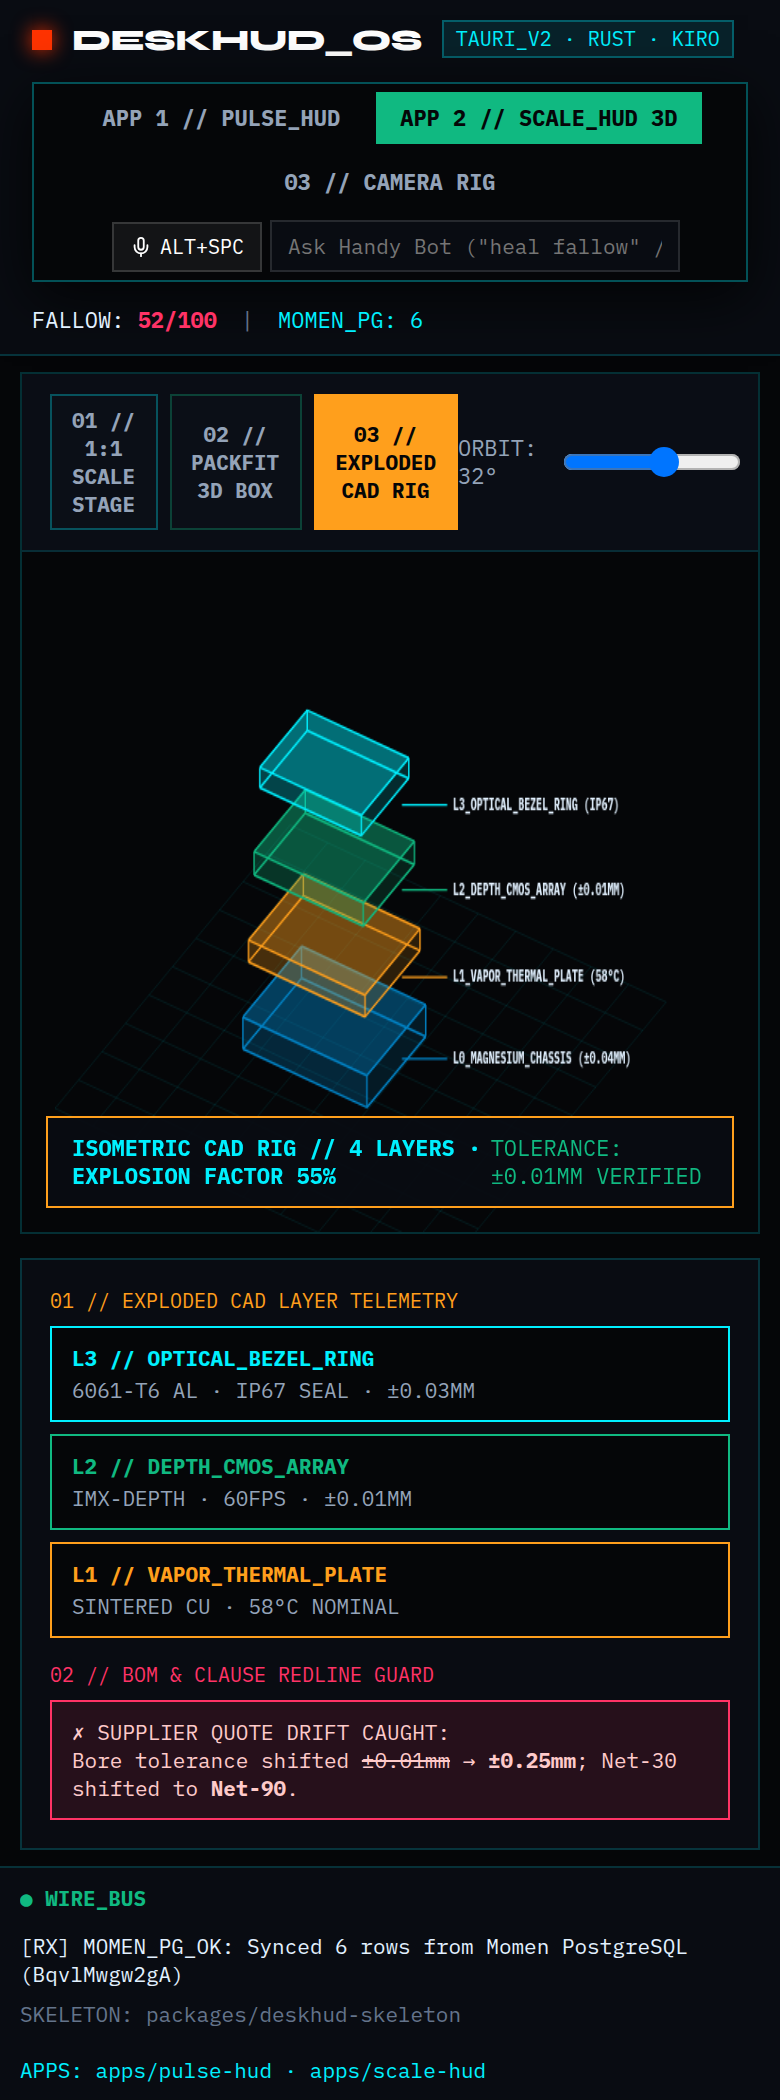 DESKHUD_OS
TAURI_V2 · RUST · KIRO
APP 1 // PULSE_HUD
APP 2 // SCALE_HUD 3D
03 // CAMERA RIG
ALT+SPC
Ask Handy Bot ("heal fallow" /
FALLOW: 52/100 | MOMEN_PG: 6
01 //
1:1
SCALE
STAGE
02 //
PACKFIT
3D BOX
03 //
EXPLODED
CAD RIG
ORBIT:
32°
L3_OPTICAL_BEZEL_RING (IP67)
L2_DEPTH_CMOS_ARRAY (±0.01MM)
L1_VAPOR_THERMAL_PLATE (58°C)
L0_MAGNESIUM_CHASSIS (±0.04MM)
ISOMETRIC CAD RIG // 4 LAYERS ·
EXPLOSION FACTOR 55%
TOLERANCE:
±0.01MM VERIFIED
01 // EXPLODED CAD LAYER TELEMETRY
L3 // OPTICAL_BEZEL_RING
6061-T6 AL · IP67 SEAL · ±0.03MM
L2 // DEPTH_CMOS_ARRAY
IMX-DEPTH · 60FPS · ±0.01MM
L1 // VAPOR_THERMAL_PLATE
SINTERED CU · 58°C NOMINAL
02 // BOM & CLAUSE REDLINE GUARD
✗ SUPPLIER QUOTE DRIFT CAUGHT:
Bore tolerance shifted ±0.01mm → ±0.25mm; Net-30
shifted to Net-90.
● WIRE_BUS
[RX] MOMEN_PG_OK: Synced 6 rows from Momen PostgreSQL
(BqvlMwgw2gA)
SKELETON: packages/deskhud-skeleton
APPS: apps/pulse-hud · apps/scale-hud